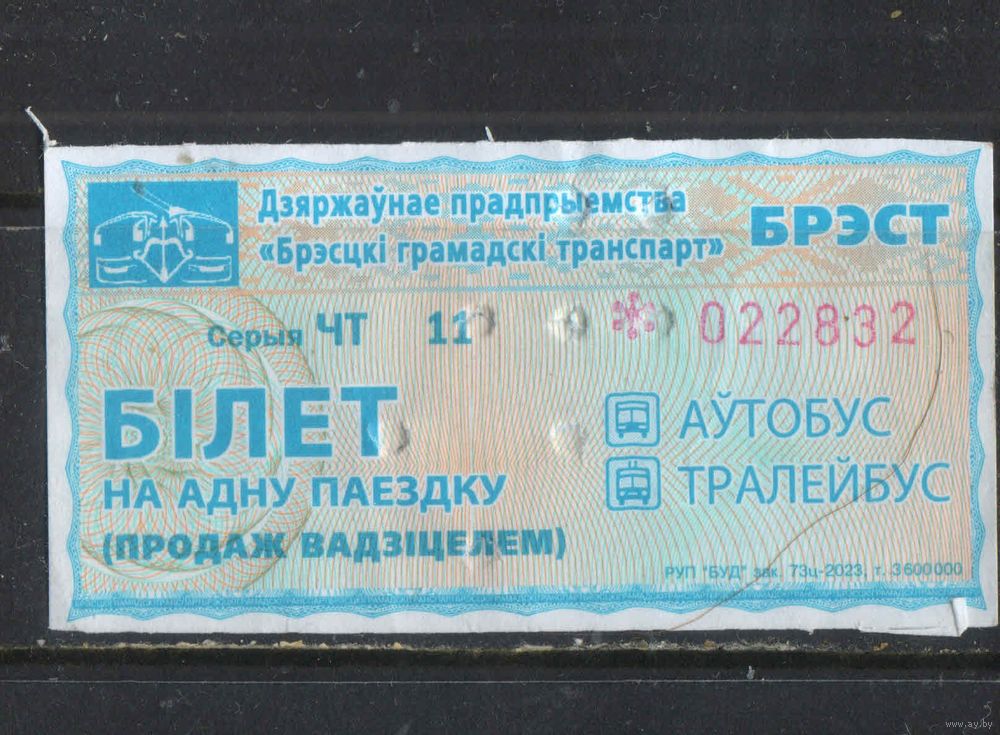 Дзяржаўнае прадпрыемства
«Брэсцкі грамадскі транспарт»
БРЭСТ
Серыя ЧТ 11 022832
БІЛЕТ
НА АДНУ ПАЕЗДКУ
(ПРОДАЖ ВАДЗІЦЕЛЕМ)
АЎТОБУС
ТРАЛЕЙБУС
РУП "БУД" зак. 73ц-2023, т. 3 600 000
www.ay.by